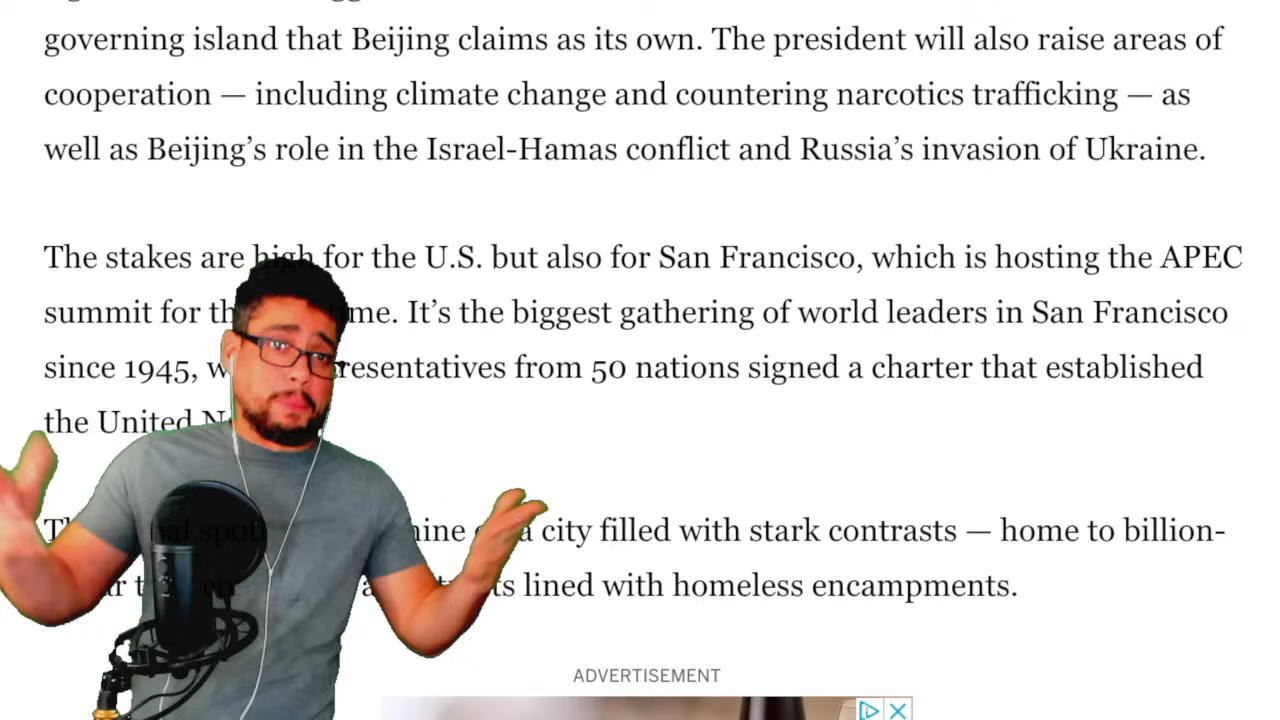 governing island that Beijing claims as its own. The president will also raise areas of
cooperation — including climate change and countering narcotics trafficking — as
well as Beijing’s role in the Israel-Hamas conflict and Russia’s invasion of Ukraine.
The stakes are high for the U.S. but also for San Francisco, which is hosting the APEC
summit for time. It’s the biggest gathering of world leaders in San Francisco
since 1945, representatives from 50 nations signed a charter that established
the United
city filled with stark contrasts — home to billion-
lined with homeless encampments.
ADVERTISEMENT